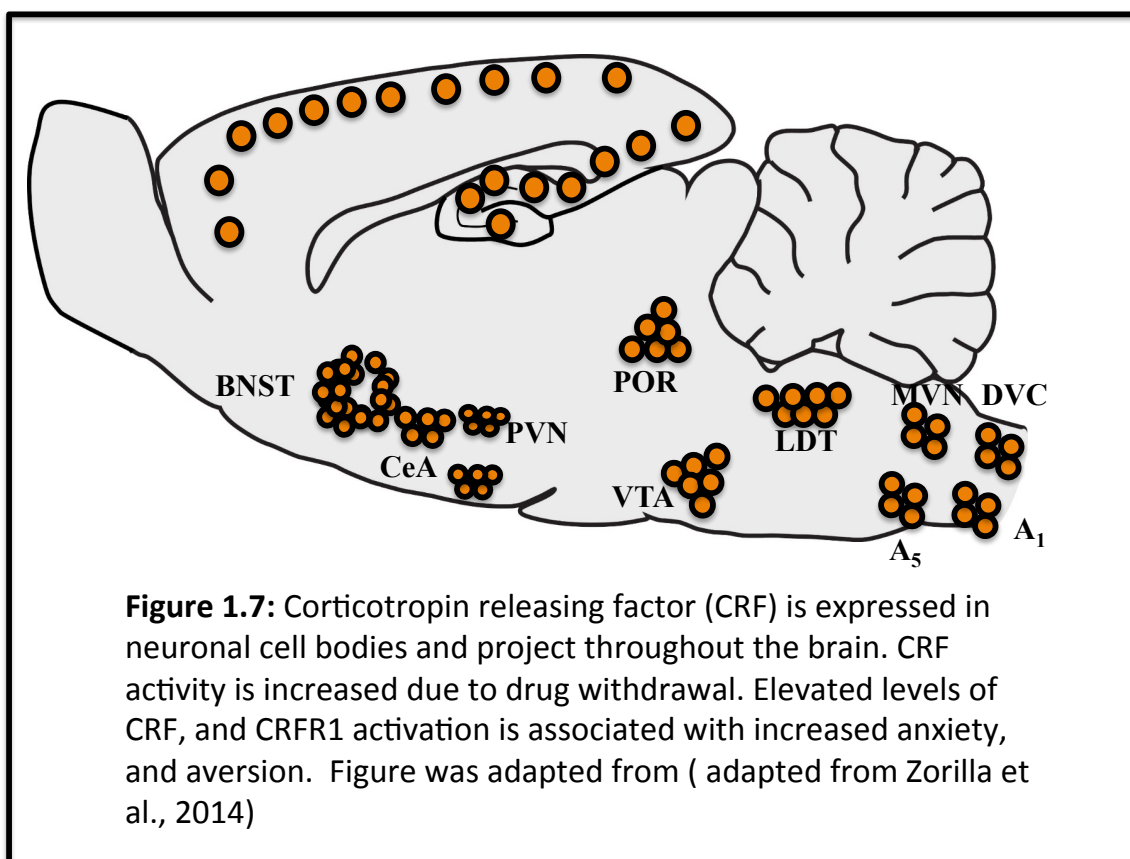 BNST
POR
MVN DVC
PVN
LDT
CeA
VTA
A₅
A₁
Figure 1.7: Corticotropin releasing factor (CRF) is expressed in
neuronal cell bodies and project throughout the brain. CRF
activity is increased due to drug withdrawal. Elevated levels of
CRF, and CRFR1 activation is associated with increased anxiety,
and aversion.  Figure was adapted from ( adapted from Zorilla et
al., 2014)